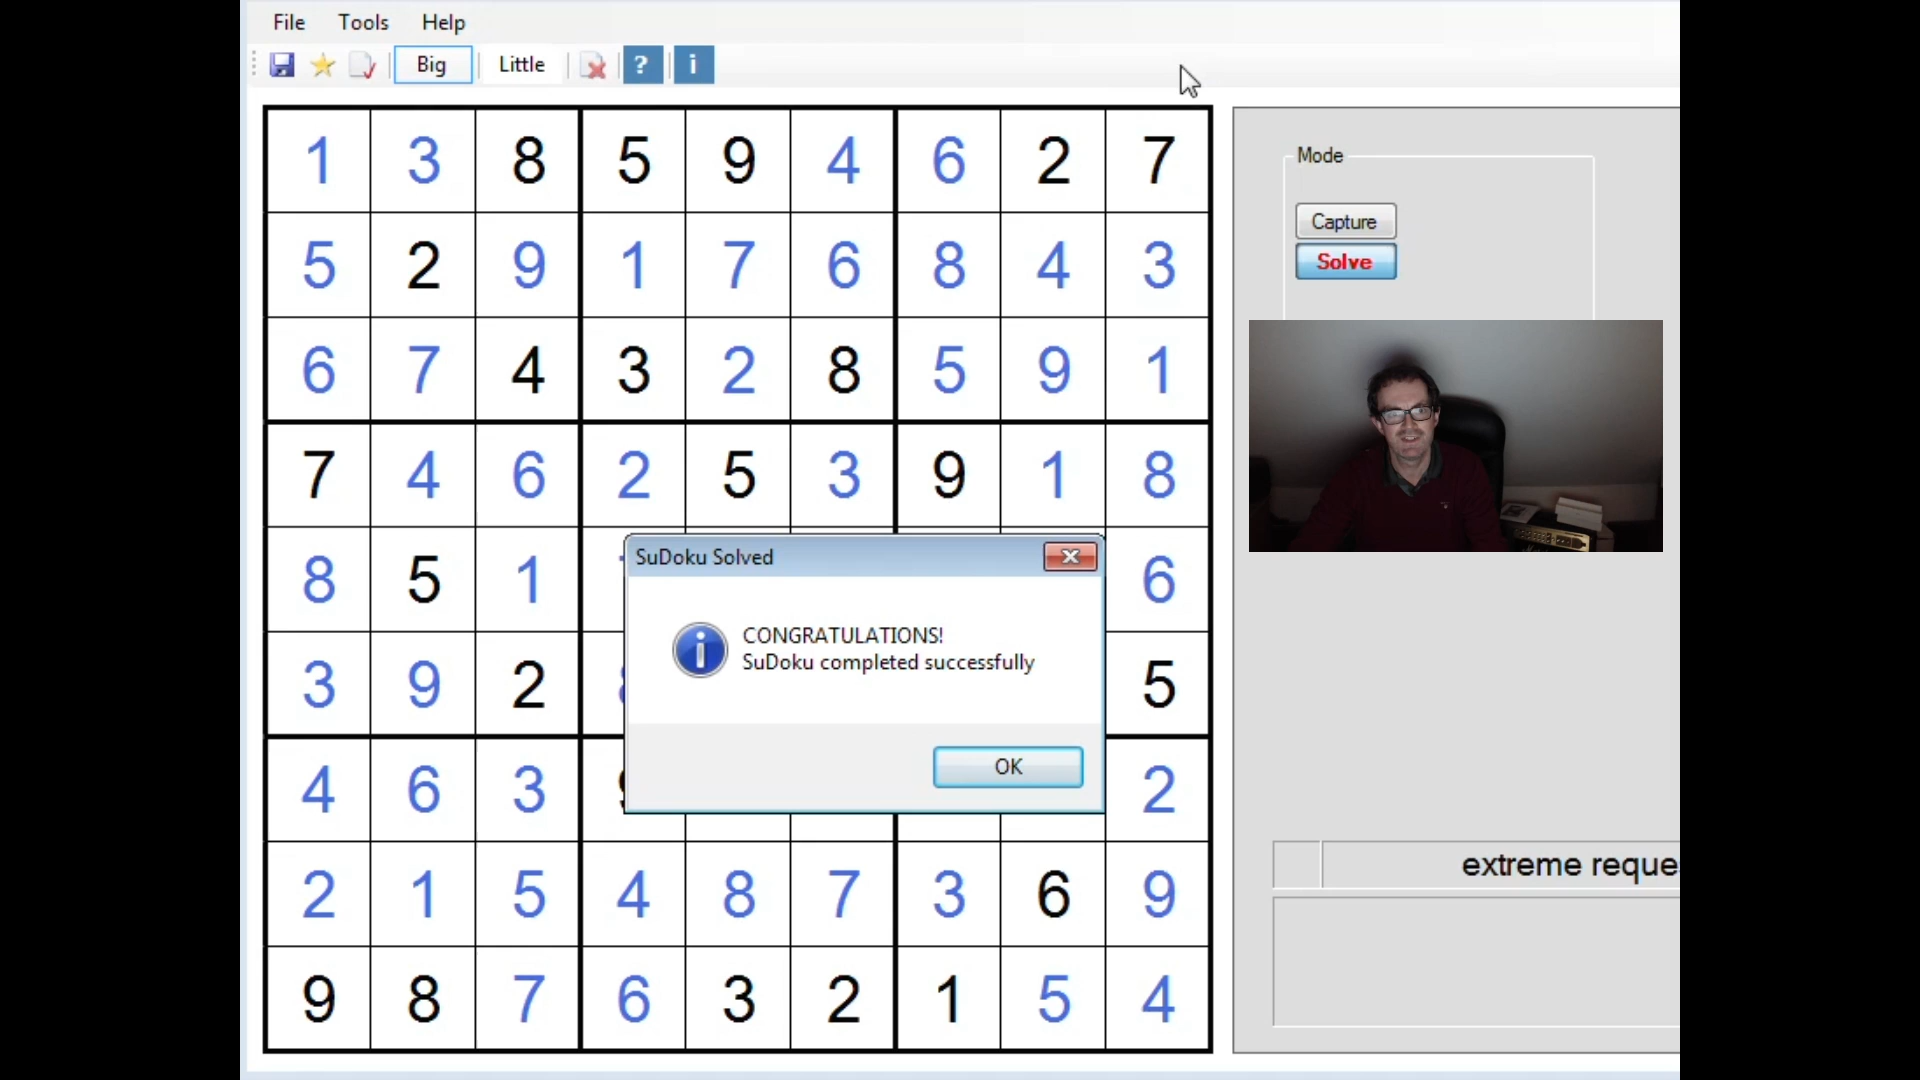 File Tools Help
Big Little ? i
1 3 8 5 9 4 6 2 7
Mode
5 2 9 1 7 6 8 4 3
Capture
Solve
6 7 4 3 2 8 5 9 1
7 4 6 2 5 3 9 1 8
8 5 1 6
SuDoku Solved
CONGRATULATIONS!
SuDoku completed successfully
3 9 2 5
OK
4 6 3 2
2 1 5 4 8 7 3 6 9
extreme reque
9 8 7 6 3 2 1 5 4